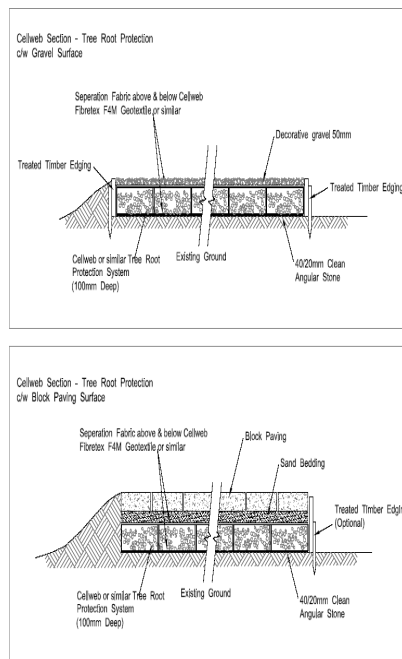 Cellweb Section - Tree Root Protection
c/w Gravel Surface
Seperation Fabric above & below Cellweb
Fibretex F4M Geotextile or similar
Decorative gravel 50mm
Treated Timber Edging
Treated Timber Edging
Cellweb or similar Tree Root
Protection System
(100mm Deep)
Existing Ground
40/20mm Clean
Angular Stone
Cellweb Section - Tree Root Protection
c/w Block Paving Surface
Seperation Fabric above & below Cellweb
Fibretex F4M Geotextile or similar
Block Paving
Sand Bedding
Treated Timber Edgin
(Optional)
Cellweb or similar Tree Root
Protection System
(100mm Deep)
Existing Ground
40/20mm Clean
Angular Stone